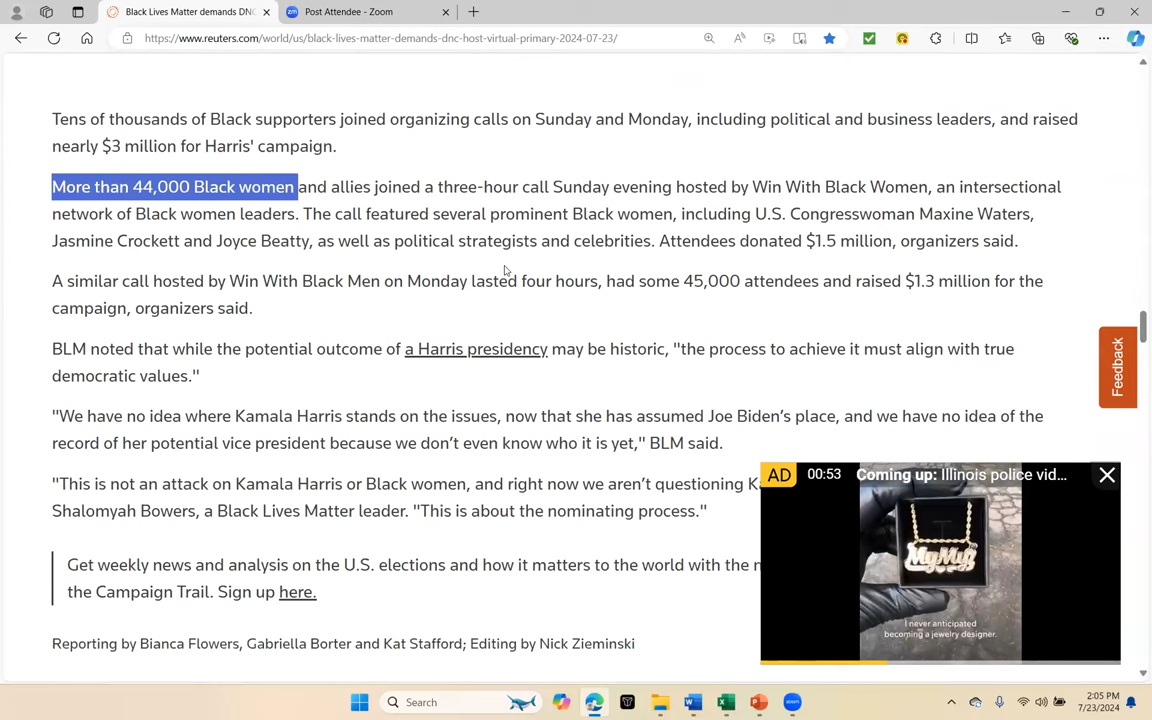 Black Lives Matter demands DNC
Post Attendee - Zoom
https://www.reuters.com/world/us/black-lives-matter-demands-dnc-host-virtual-primary-2024-07-23/
Tens of thousands of Black supporters joined organizing calls on Sunday and Monday, including political and business leaders, and raised
nearly $3 million for Harris' campaign.
More than 44,000 Black women and allies joined a three-hour call Sunday evening hosted by Win With Black Women, an intersectional
network of Black women leaders. The call featured several prominent Black women, including U.S. Congresswoman Maxine Waters,
Jasmine Crockett and Joyce Beatty, as well as political strategists and celebrities. Attendees donated $1.5 million, organizers said.
A similar call hosted by Win With Black Men on Monday lasted four hours, had some 45,000 attendees and raised $1.3 million for the
campaign, organizers said.
BLM noted that while the potential outcome of a Harris presidency may be historic, "the process to achieve it must align with true
democratic values."
Feedback
"We have no idea where Kamala Harris stands on the issues, now that she has assumed Joe Biden’s place, and we have no idea of the
record of her potential vice president because we don’t even know who it is yet," BLM said.
AD 00:53 Coming up: Illinois police vid...
"This is not an attack on Kamala Harris or Black women, and right now we aren’t questioning K
Shalomyah Bowers, a Black Lives Matter leader. "This is about the nominating process."
MyMy
Get weekly news and analysis on the U.S. elections and how it matters to the world with the
the Campaign Trail. Sign up here.
I never anticipated
becoming a jewelry designer.
Reporting by Bianca Flowers, Gabriella Borter and Kat Stafford; Editing by Nick Zieminski
Search
2:05 PM
7/23/2024